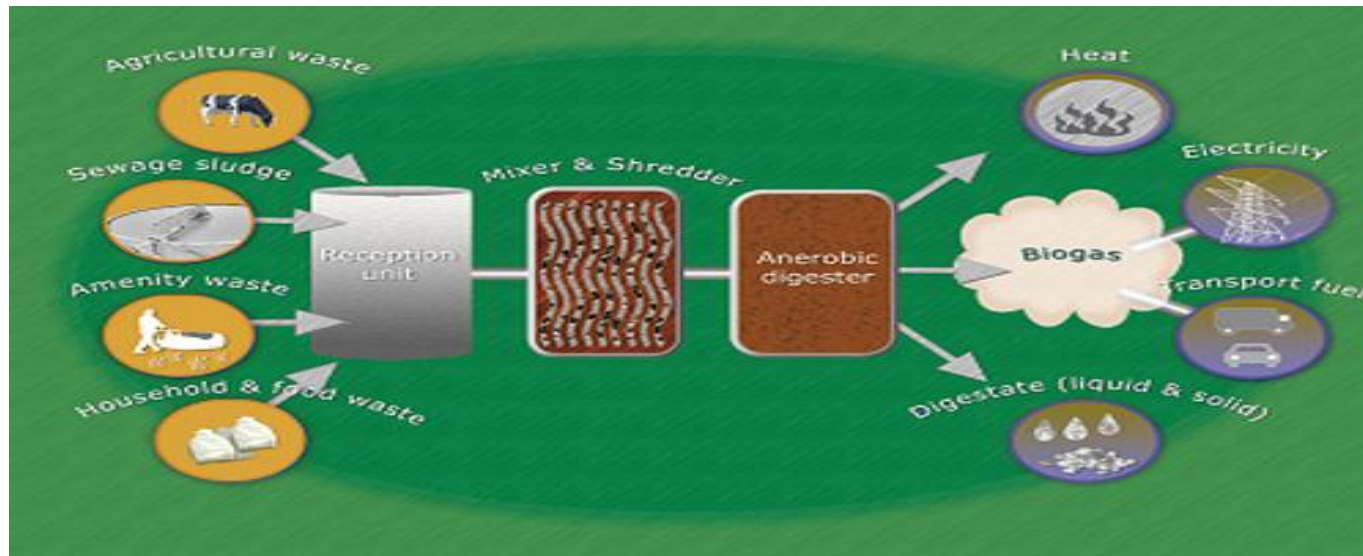 Agricultural waste
Sewage sludge
Amenity waste
Household & food waste
Reception
unit
Mixer & Shredder
Anerobic
digester
Heat
Electricity
Biogas
Transport fuel
Digestate (liquid & solid)